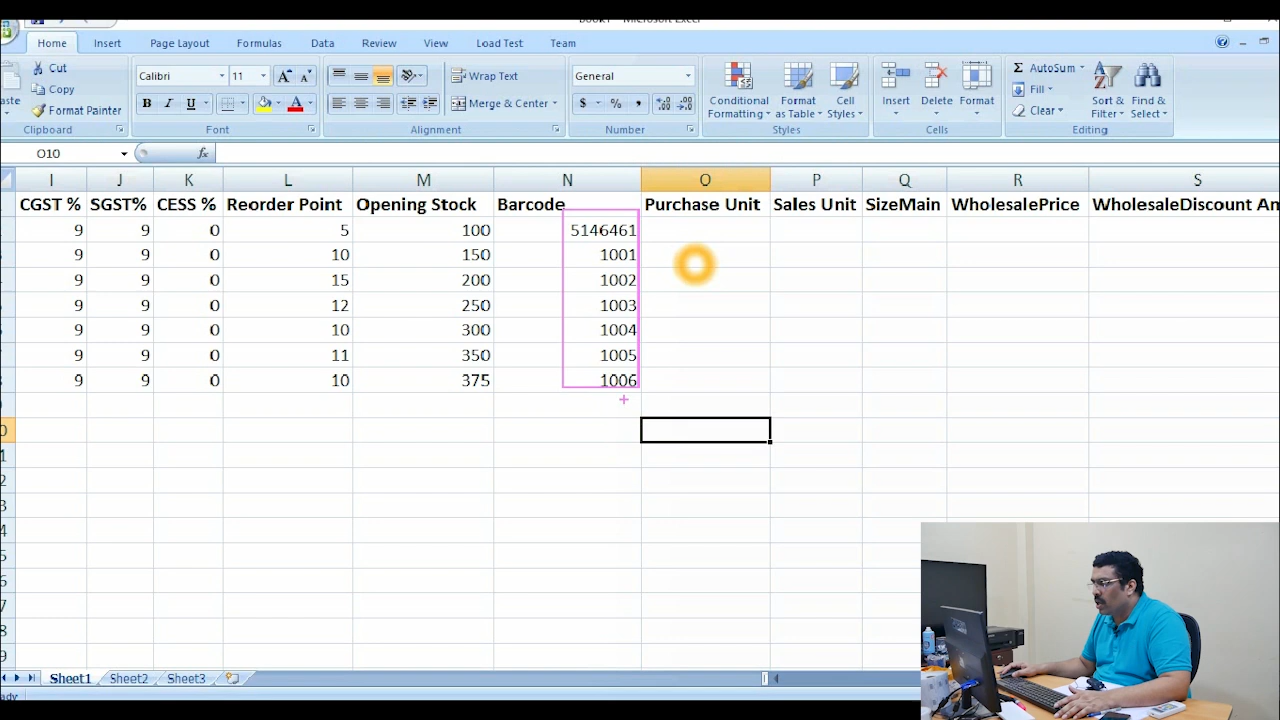 Home Insert Page Layout Formulas Data Review View Load Test Team
Cut
Copy
Format Painter
Clipboard
Calibri 11
B I U
Font
Wrap Text
Merge & Center
Alignment
General
$ % ,
Number
Conditional Formatting
Format as Table
Cell Styles
Styles
Insert Delete Format
Cells
AutoSum
Fill
Clear
Sort & Filter
Find & Select
Editing
O10 fx
I J K L M N O P Q R S
CGST % SGST% CESS % Reorder Point Opening Stock Barcode Purchase Unit Sales Unit SizeMain WholesalePrice WholesaleDiscount Am
9 9 0 5 100 5146461
9 9 0 10 150 1001
9 9 0 15 200 1002
9 9 0 12 250 1003
9 9 0 10 300 1004
9 9 0 11 350 1005
9 9 0 10 375 1006
Sheet1 Sheet2 Sheet3